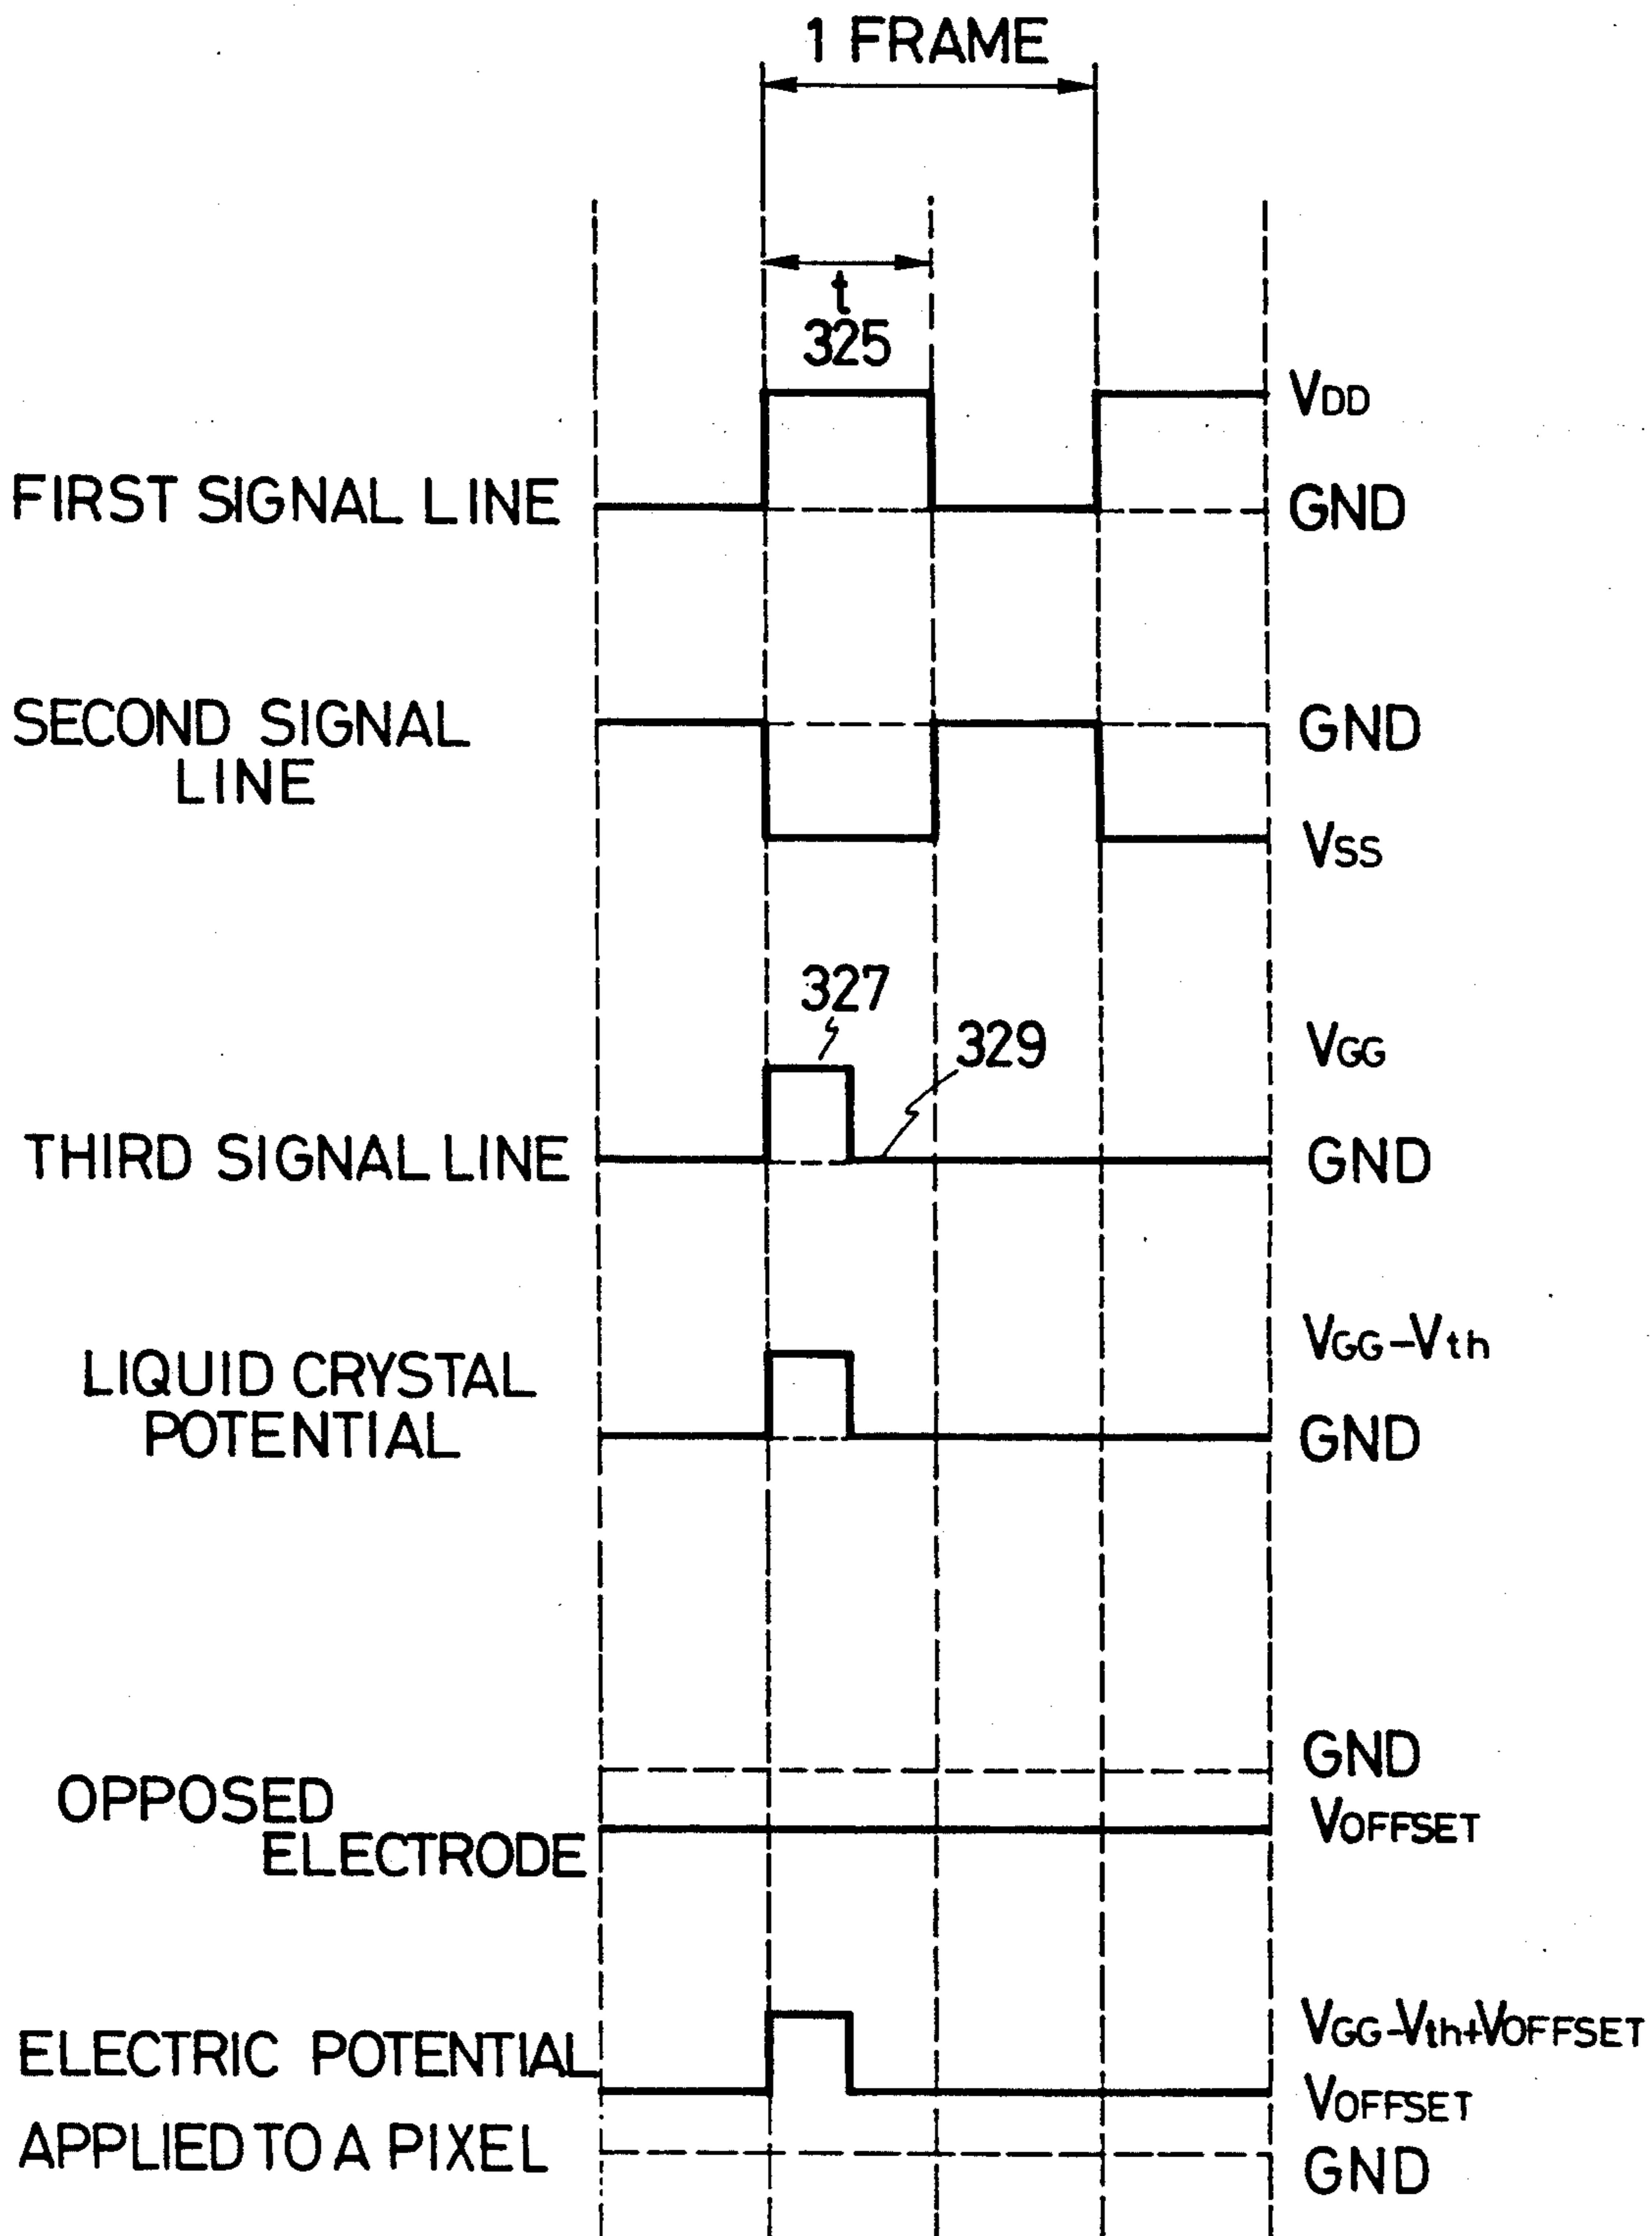 1 FRAME
t
325
VDD
FIRST SIGNAL LINE
GND
SECOND SIGNAL
LINE
GND
VSS
327
329
VGG
THIRD SIGNAL LINE
GND
VGG-Vth
LIQUID CRYSTAL
POTENTIAL
GND
GND
OPPOSED
ELECTRODE
VOFFSET
VGG-Vth+VOFFSET
ELECTRIC POTENTIAL
VOFFSET
APPLIED TO A PIXEL
GND